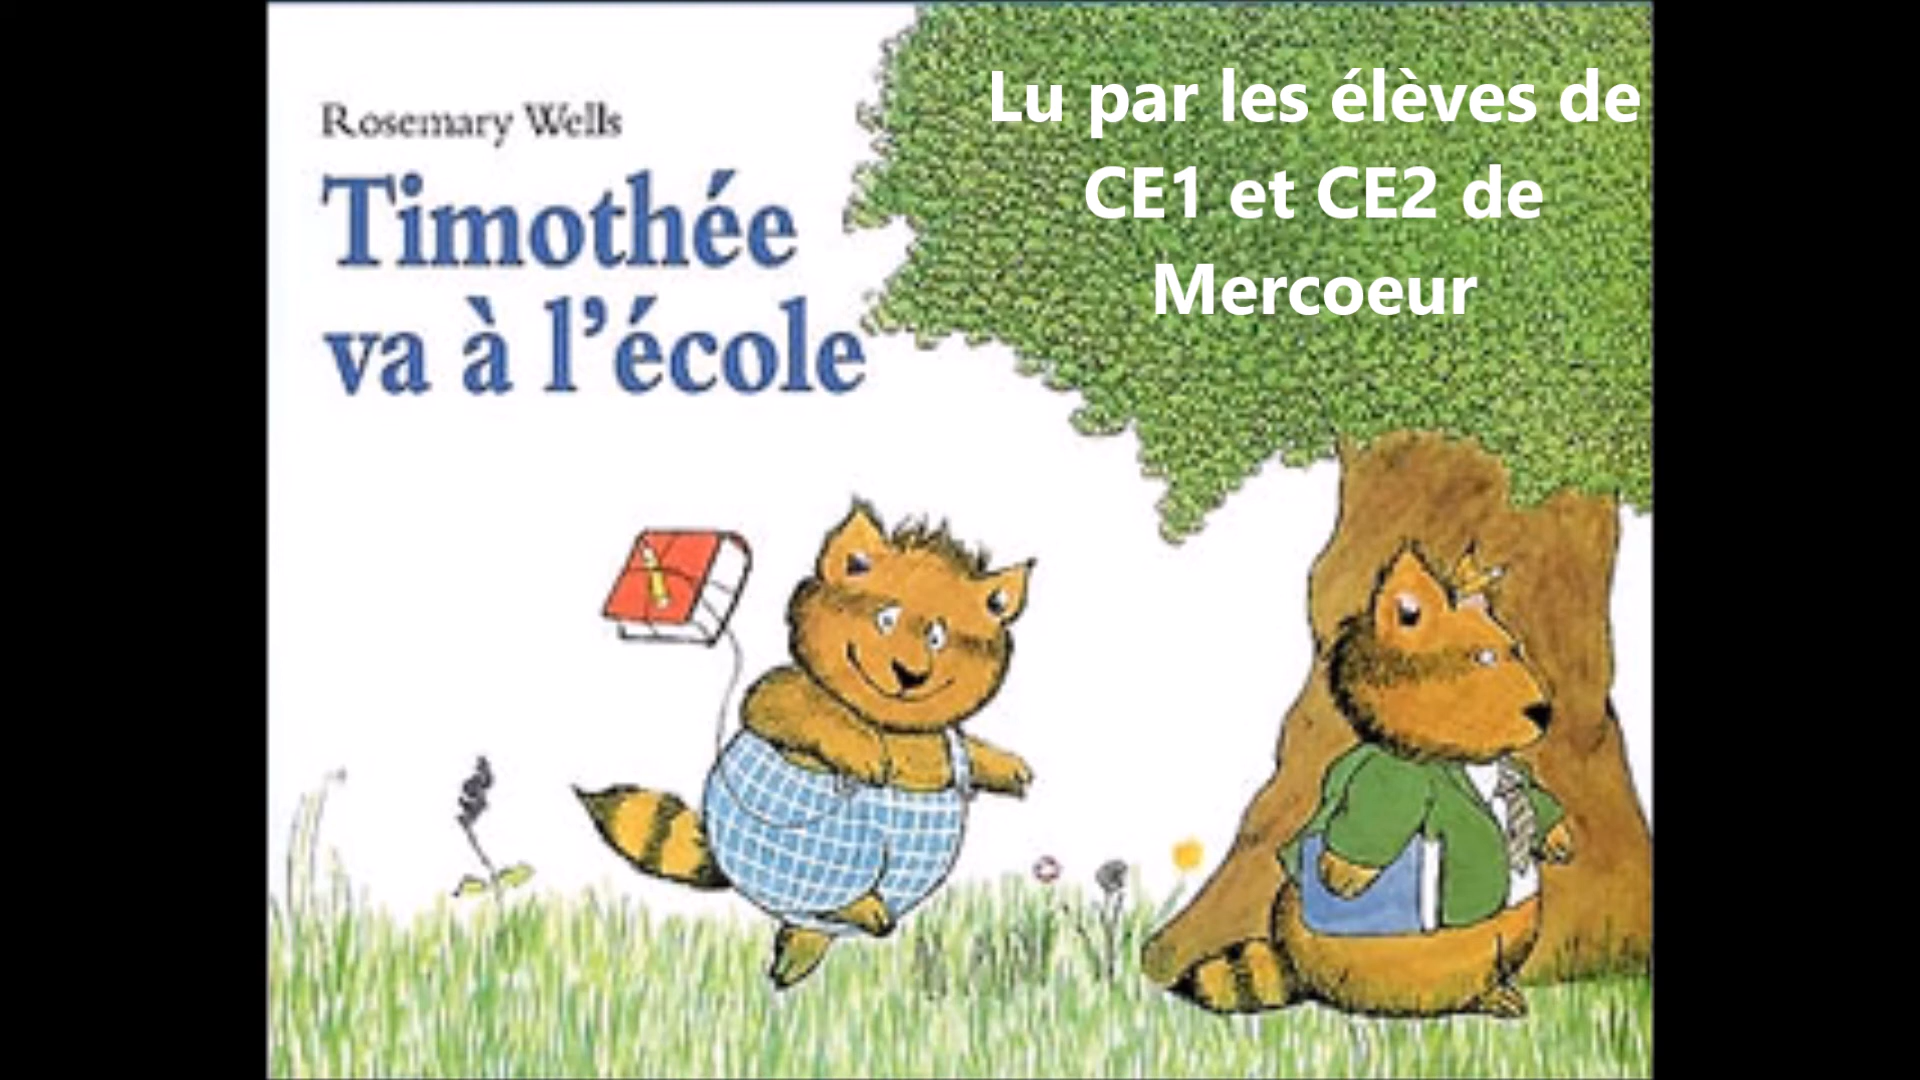 Rosemary Wells
Timothée
va à l'école
Lu par les élèves de
CE1 et CE2 de
Mercoeur